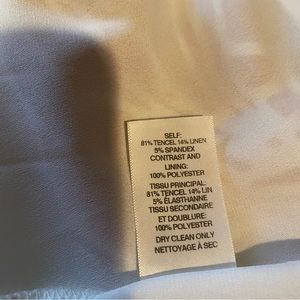 SELF:
81% TENCEL 14% LINEN
5% SPANDEX
CONTRAST AND
LINING:
100% POLYESTER
TISSU PRINCIPAL:
81% TENCEL 14% LIN
5% ÉLASTHANNE
TISSU SECONDAIRE
ET DOUBLURE:
100% POLYESTER
DRY CLEAN ONLY
NETTOYAGE À SEC